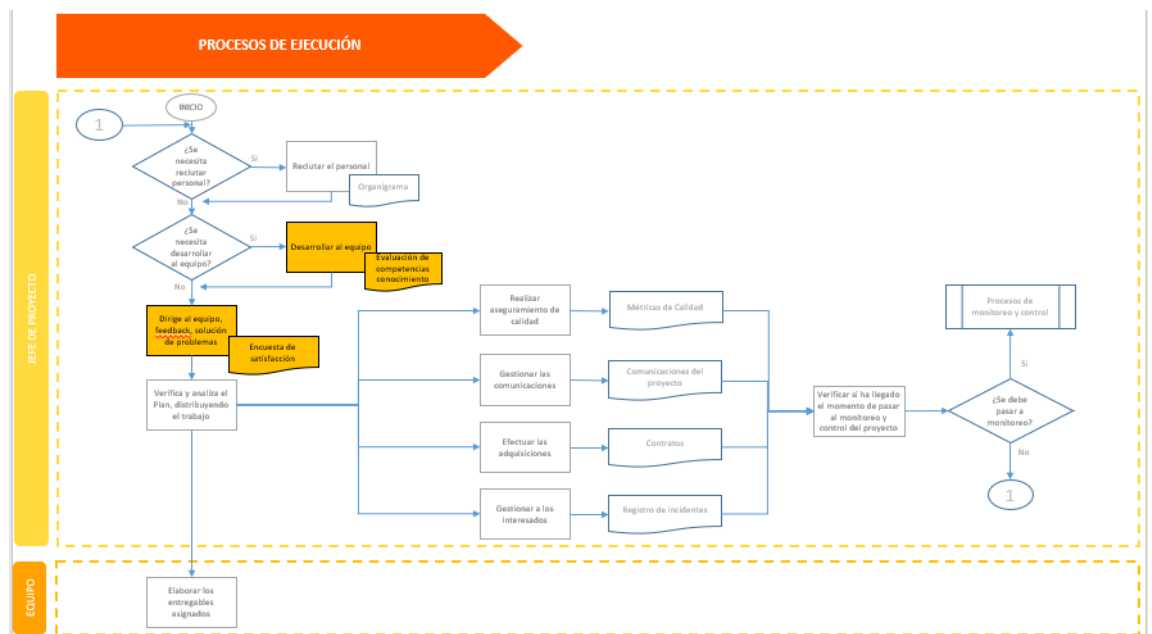 PROCESOS DE EJECUCIÓN
JEFE DE PROYECTO
1
INICIO
¿Se
necesita
reclutar
personal?
Si
Reclutar el personal
Organigrama
No
¿Se
necesita
desarrollar
al equipo?
Si
Desarrollar al equipo
Evaluación de
competencias
conocimiento
No
Dirige al equipo,
feedback, solución
de problemas
Encuesta de
satisfacción
Verifica y analiza el
Plan, distribuyendo
el trabajo
Realizar
aseguramiento de
calidad
Métricas de Calidad
Gestionar las
comunicaciones
Comunicaciones del
proyecto
Efectuar las
adquisiciones
Contratos
Gestionar a los
interesados
Registro de incidentes
Verificar si ha llegado
el momento de pasar
al monitoreo y
control del proyecto
¿Se debe
pasar a
monitoreo?
Si
Procesos de
monitoreo y control
No
1
EQUIPO
Elaborar los
entregables
asignados